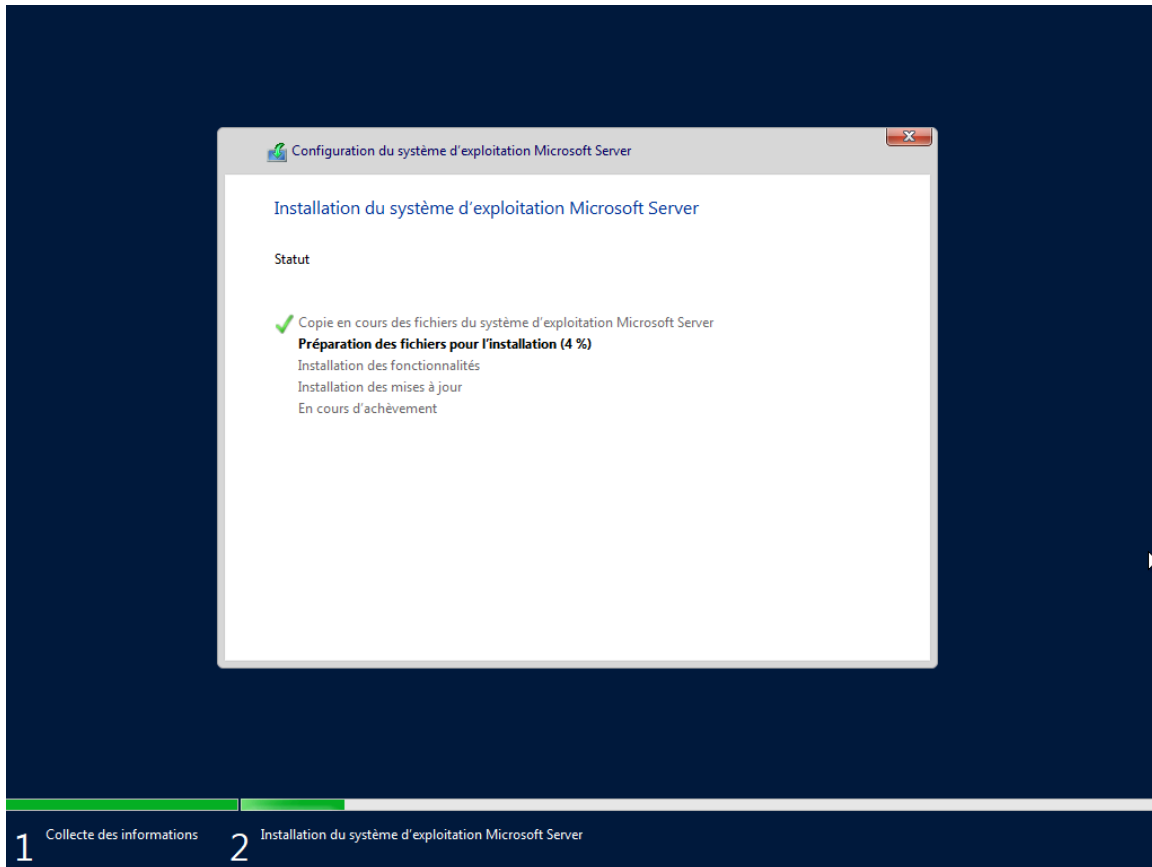 Configuration du système d'exploitation Microsoft Server
Installation du système d'exploitation Microsoft Server
Statut
Copie en cours des fichiers du système d'exploitation Microsoft Server
Préparation des fichiers pour l'installation (4 %)
Installation des fonctionnalités
Installation des mises à jour
En cours d'achèvement
1 Collecte des informations 2 Installation du système d'exploitation Microsoft Server